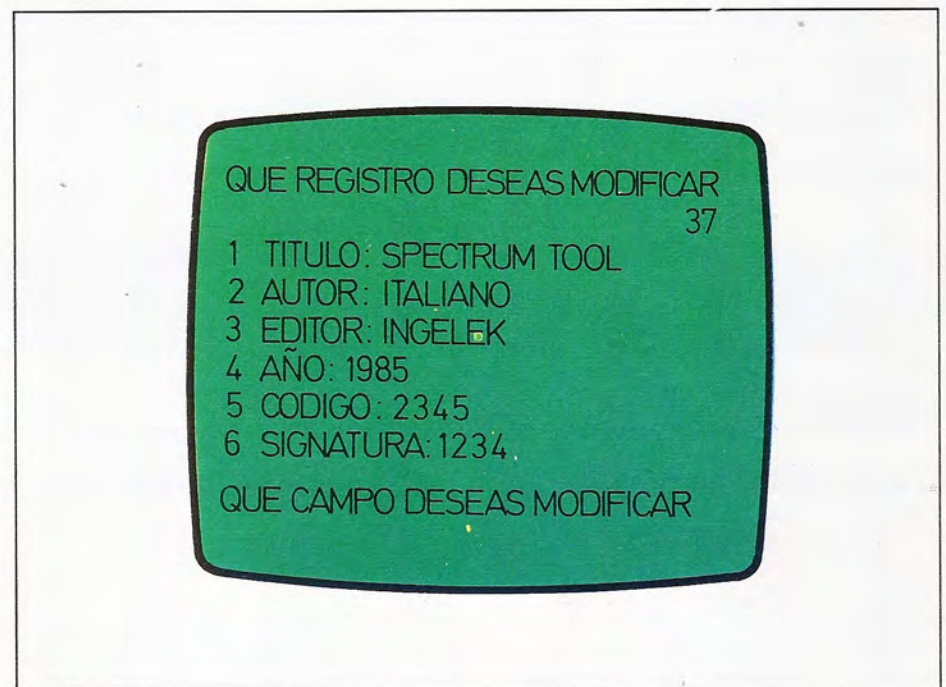 QUE REGISTRO DESEAS MODIFICAR
37
1 TITULO: SPECTRUM TOOL
2 AUTOR: ITALIANO
3 EDITOR: INGELEK
4 AÑO: 1985
5 CODIGO: 2345
6 SIGNATURA: 1234
QUE CAMPO DESEAS MODIFICAR